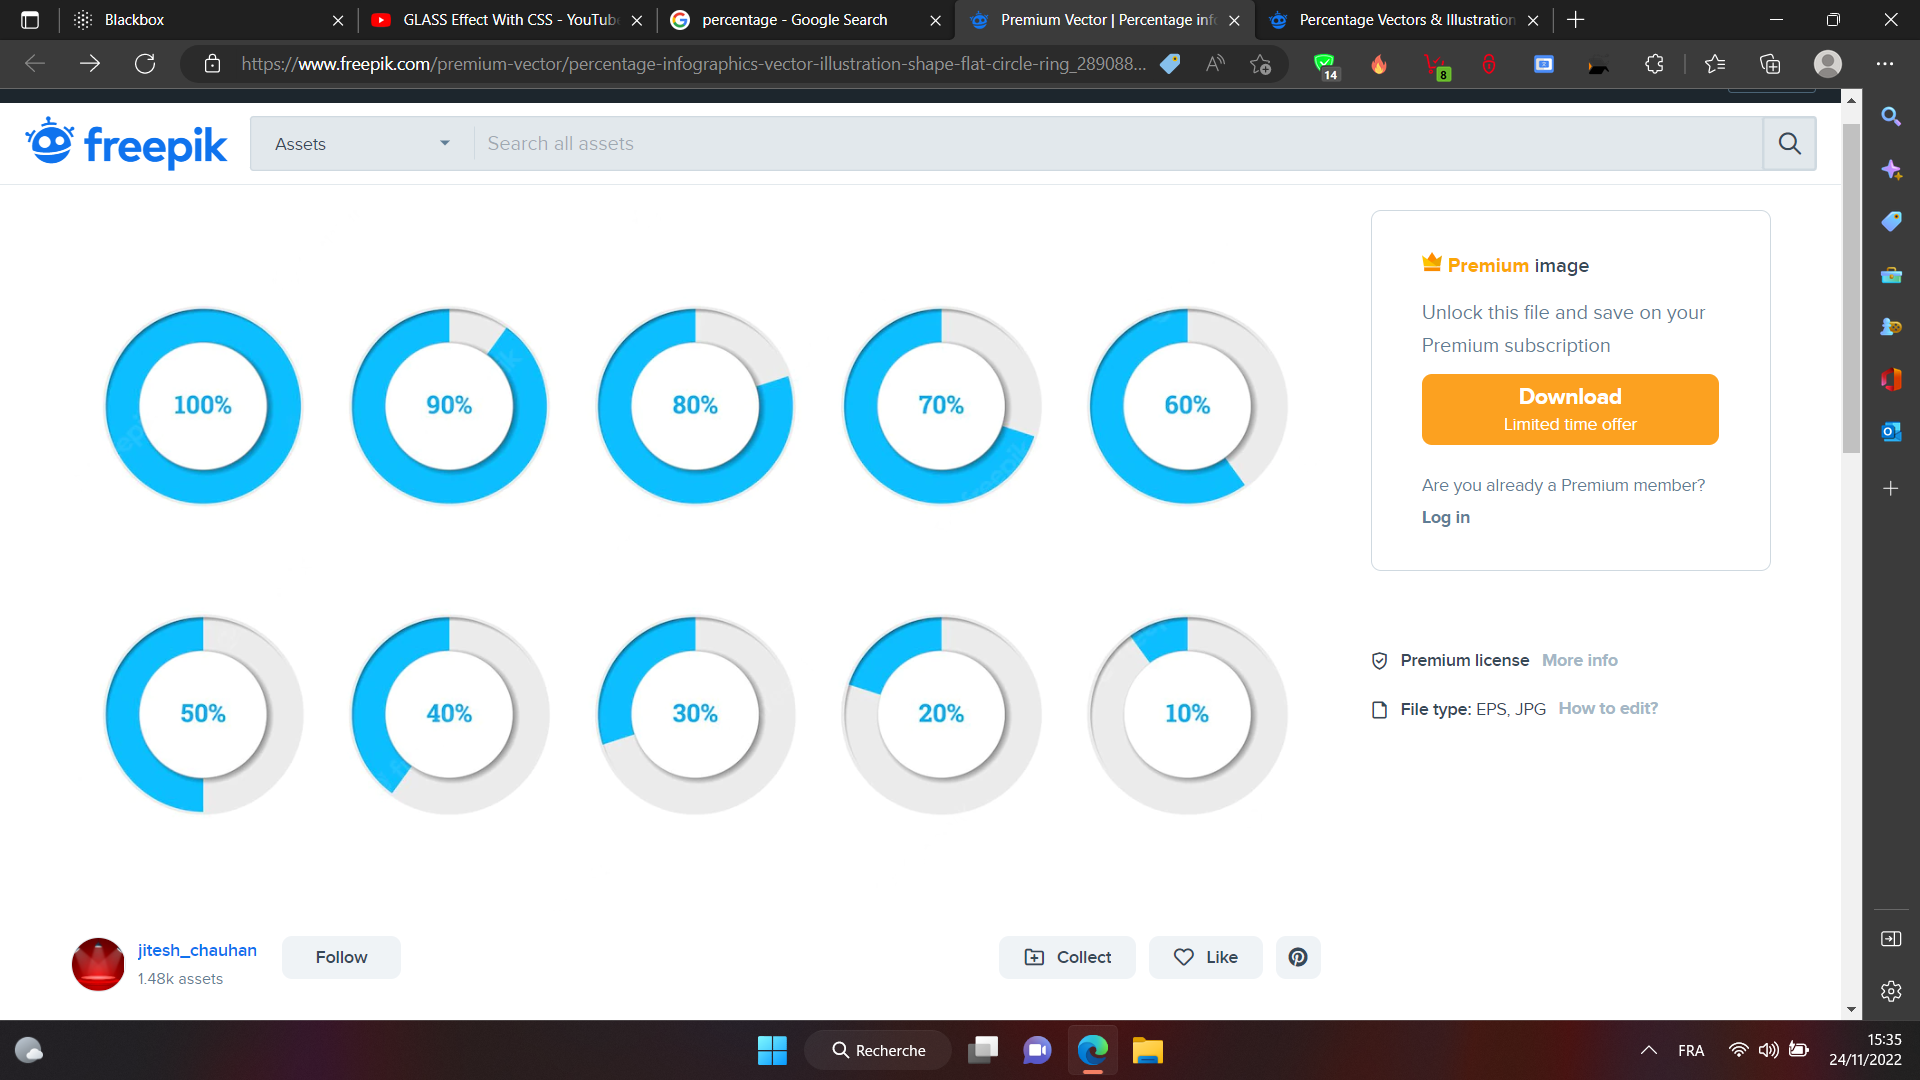 Blackbox
GLASS Effect With CSS - YouTube
percentage - Google Search
Premium Vector | Percentage info
Percentage Vectors & Illustration
https://www.freepik.com/premium-vector/percentage-infographics-vector-illustration-shape-flat-circle-ring_289088...
14
8
freepik
Assets
Search all assets
100%
90%
80%
70%
60%
50%
40%
30%
20%
10%
Premium image
Unlock this file and save on your
Premium subscription
Download
Limited time offer
Are you already a Premium member?
Log in
Premium license More info
File type: EPS, JPG How to edit?
jitesh_chauhan
1.48k assets
Follow
Collect
Like
Recherche
FRA
15:35
24/11/2022